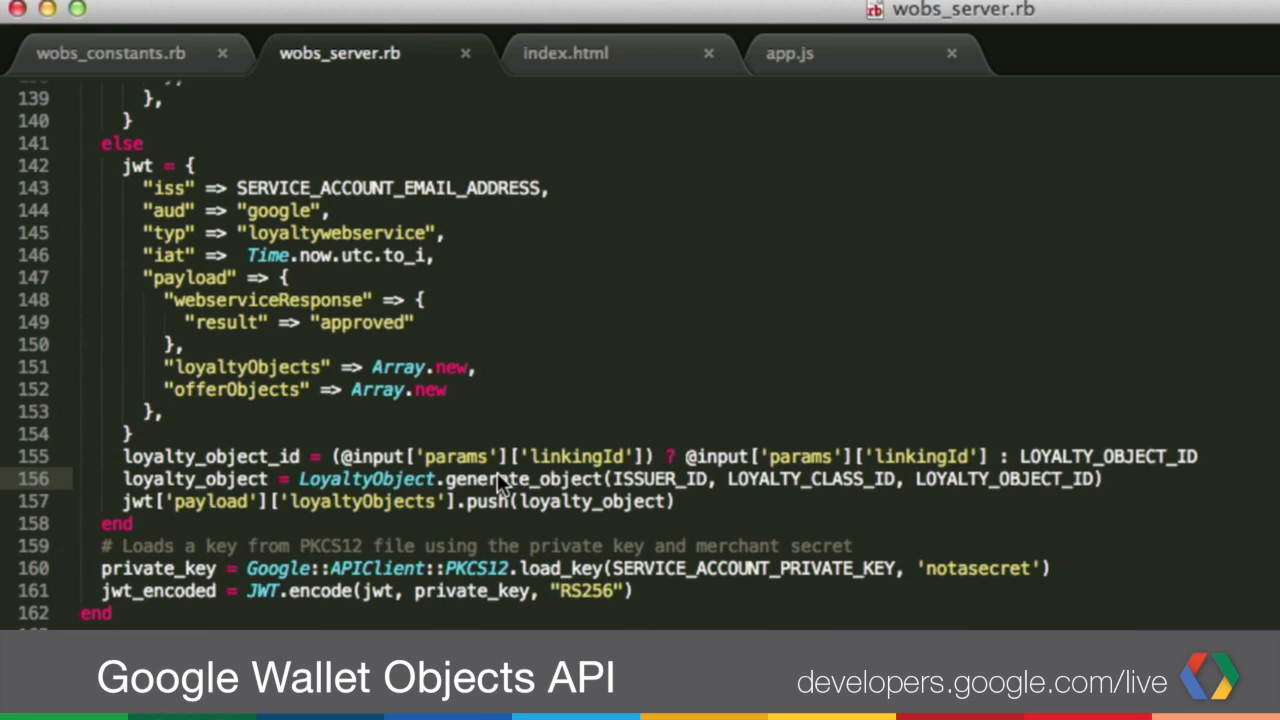 wobs_server.rb
wobs_constants.rb × wobs_server.rb × index.html × app.js ×
139 },
140 }
141 else
142 jwt = {
143 "iss" => SERVICE_ACCOUNT_EMAIL_ADDRESS,
144 "aud" => "google",
145 "typ" => "loyaltywebservice",
146 "iat" => Time.now.utc.to_i,
147 "payload" => {
148 "webserviceResponse" => {
149 "result" => "approved"
150 },
151 "loyaltyObjects" => Array.new,
152 "offerObjects" => Array.new
153 },
154 }
155 loyalty_object_id = (@input['params']['linkingId']) ? @input['params']['linkingId'] : LOYALTY_OBJECT_ID
156 loyalty_object = LoyaltyObject.generate_object(ISSUER_ID, LOYALTY_CLASS_ID, LOYALTY_OBJECT_ID)
157 jwt['payload']['loyaltyObjects'].push(loyalty_object)
158 end
159 # Loads a key from PKCS12 file using the private key and merchant secret
160 private_key = Google::APIClient::PKCS12.load_key(SERVICE_ACCOUNT_PRIVATE_KEY, 'notasecret')
161 jwt_encoded = JWT.encode(jwt, private_key, "RS256")
162 end
Google Wallet Objects API
developers.google.com/live